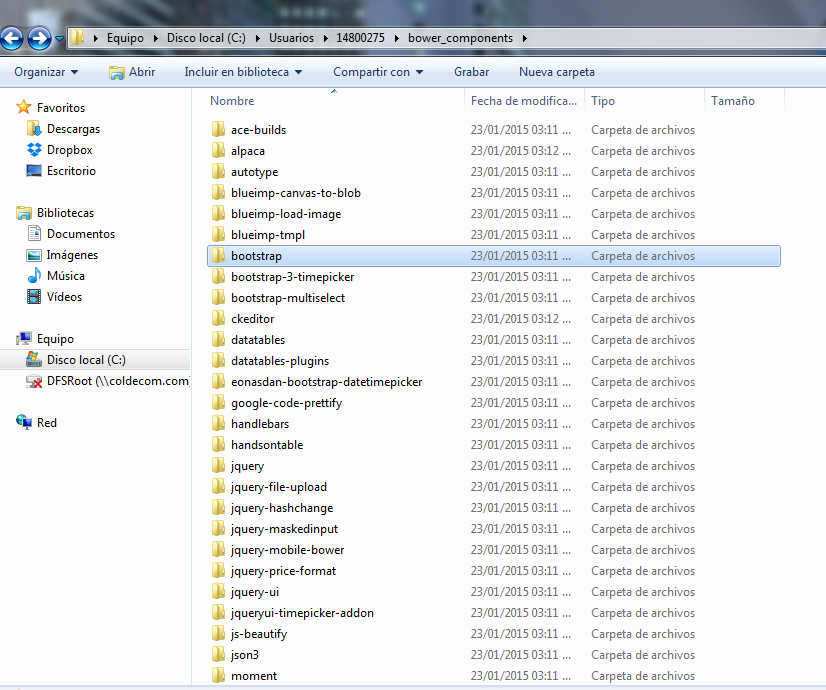 Equipo Disco local (C:) Usuarios 14800275 bower_components
Organizar Abrir Incluir en biblioteca Compartir con Grabar Nueva carpeta
Favoritos
Descargas
Dropbox
Escritorio
Bibliotecas
Documentos
Imágenes
Música
Vídeos
Equipo
Disco local (C:)
DFSRoot (\\coldecom.com)
Red
Nombre Fecha de modifica... Tipo Tamaño
ace-builds 23/01/2015 03:11 ... Carpeta de archivos
alpaca 23/01/2015 03:12 ... Carpeta de archivos
autotype 23/01/2015 03:11 ... Carpeta de archivos
blueimp-canvas-to-blob 23/01/2015 03:11 ... Carpeta de archivos
blueimp-load-image 23/01/2015 03:11 ... Carpeta de archivos
blueimp-tmpl 23/01/2015 03:11 ... Carpeta de archivos
bootstrap 23/01/2015 03:11 ... Carpeta de archivos
bootstrap-3-timepicker 23/01/2015 03:11 ... Carpeta de archivos
bootstrap-multiselect 23/01/2015 03:11 ... Carpeta de archivos
ckeditor 23/01/2015 03:12 ... Carpeta de archivos
datatables 23/01/2015 03:11 ... Carpeta de archivos
datatables-plugins 23/01/2015 03:11 ... Carpeta de archivos
eonasdan-bootstrap-datetimepicker 23/01/2015 03:11 ... Carpeta de archivos
google-code-prettify 23/01/2015 03:11 ... Carpeta de archivos
handlebars 23/01/2015 03:11 ... Carpeta de archivos
handsontable 23/01/2015 03:11 ... Carpeta de archivos
jquery 23/01/2015 03:11 ... Carpeta de archivos
jquery-file-upload 23/01/2015 03:11 ... Carpeta de archivos
jquery-hashchange 23/01/2015 03:11 ... Carpeta de archivos
jquery-maskedinput 23/01/2015 03:11 ... Carpeta de archivos
jquery-mobile-bower 23/01/2015 03:11 ... Carpeta de archivos
jquery-price-format 23/01/2015 03:11 ... Carpeta de archivos
jquery-ui 23/01/2015 03:11 ... Carpeta de archivos
jqueryui-timepicker-addon 23/01/2015 03:11 ... Carpeta de archivos
js-beautify 23/01/2015 03:11 ... Carpeta de archivos
json3 23/01/2015 03:11 ... Carpeta de archivos
moment 23/01/2015 03:11 ... Carpeta de archivos